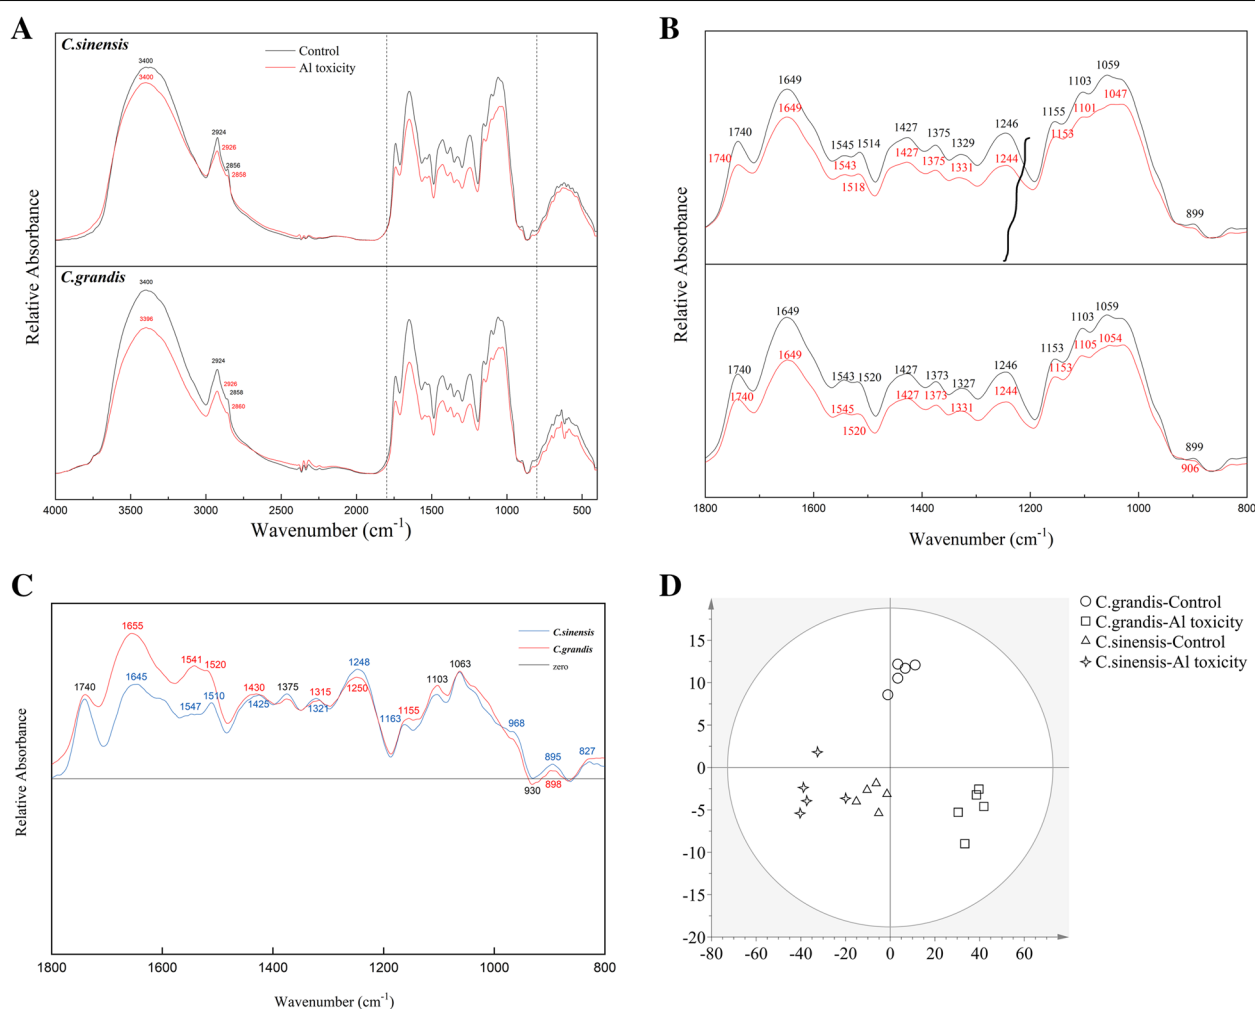 A
C.sinensis
Control
Al toxicity
3400
3400
2924
2926
2856
2858
C.grandis
3400
3396
2924
2926
2858
2860
Relative Absorbance
4000 3500 3000 2500 2000 1500 1000 500
Wavenumber (cm-1)
B
1740 1649 1545 1514 1427 1375 1329 1246 1155 1103 1059 899
1740 1649 1543 1518 1427 1375 1331 1244 1153 1101 1047
1740 1649 1543 1520 1427 1373 1327 1246 1153 1103 1059 899
1740 1649 1545 1520 1427 1373 1331 1244 1153 1105 1054 906
Relative Absorbance
1800 1600 1400 1200 1000 800
Wavenumber (cm-1)
C
C.sinensis
C.grandis
zero
1740 1655 1645 1541 1547 1520 1510 1430 1425 1375 1315 1321 1248 1250 1163 1155 1103 1063 968 930 895 898 827
Relative Absorbance
1800 1600 1400 1200 1000 800
Wavenumber (cm-1)
D
C.grandis-Control
C.grandis-Al toxicity
C.sinensis-Control
C.sinensis-Al toxicity
15
10
5
0
-5
-10
-15
-20
-80 -60 -40 -20 0 20 40 60